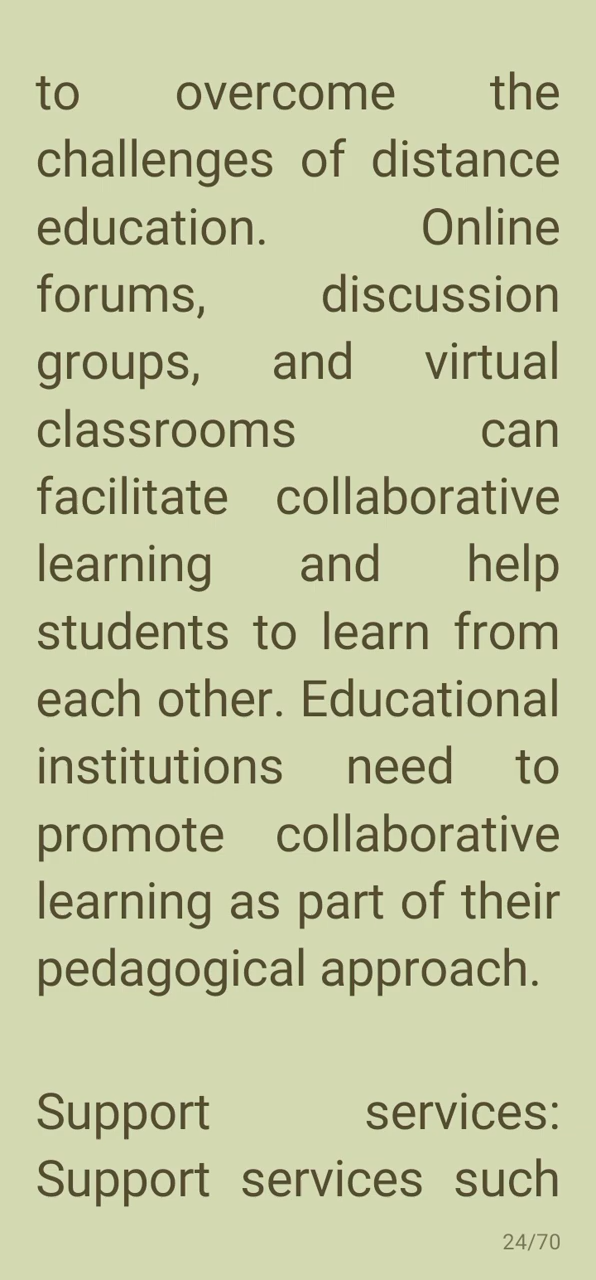 to overcome the
challenges of distance
education. Online
forums, discussion
groups, and virtual
classrooms can
facilitate collaborative
learning and help
students to learn from
each other. Educational
institutions need to
promote collaborative
learning as part of their
pedagogical approach.
Support services:
Support services such
24/70